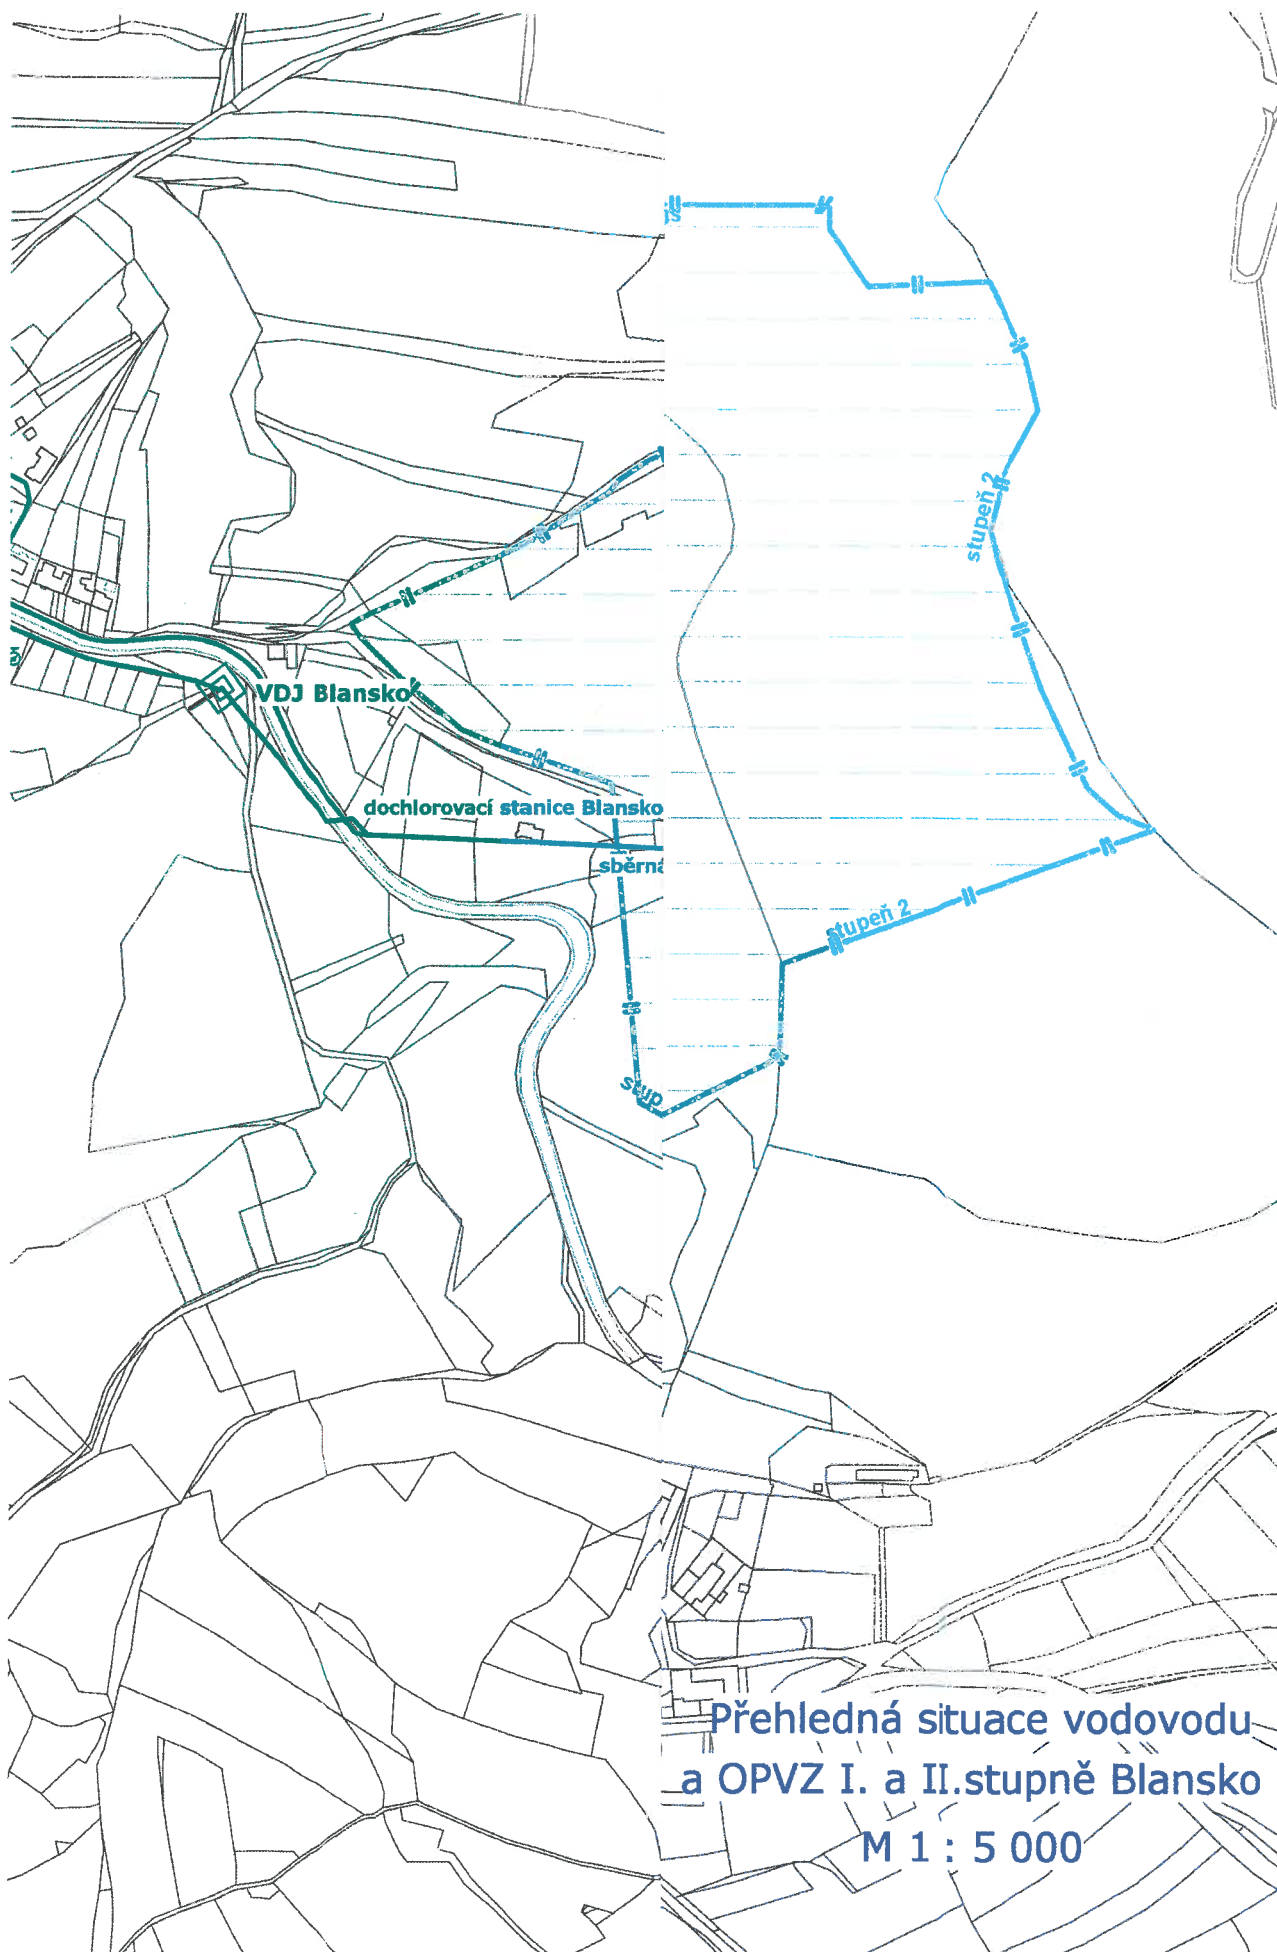 stupeň 2
VDJ Blansko
dochlorovací stanice Blansko
sběrná
stupeň 2
stup
Přehledná situace vodovodu
a OPVZ I. a II.stupně Blansko
M 1 : 5 000